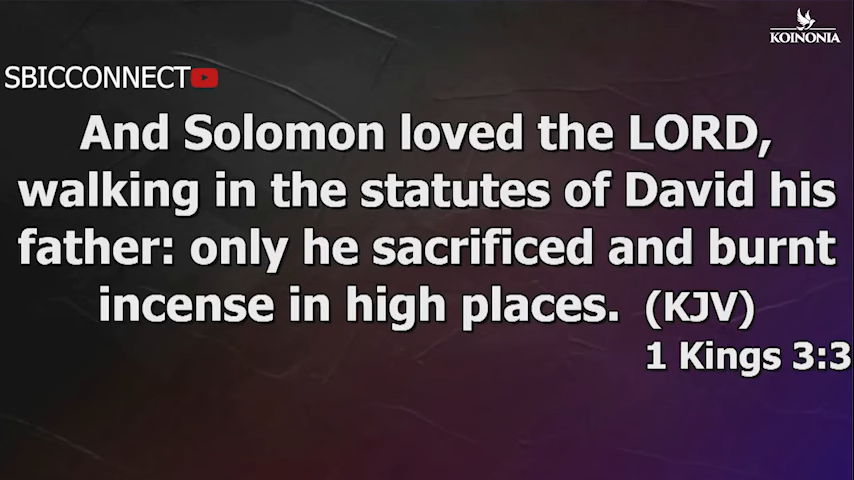 KOINONIA
SBICCONNECT
And Solomon loved the LORD,
walking in the statutes of David his
father: only he sacrificed and burnt
incense in high places. (KJV)
1 Kings 3:3